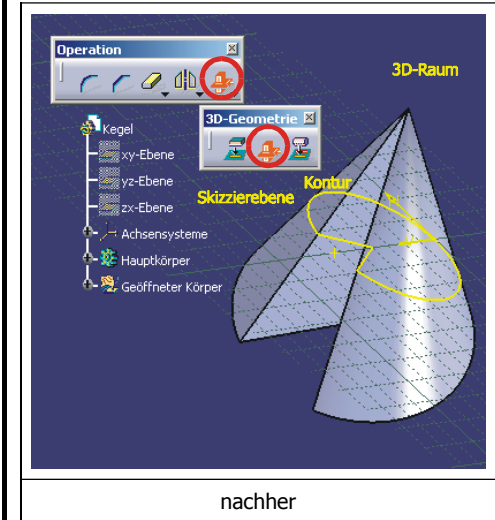 Operation
3D-Raum
3D-Geometrie
Kegel
xy-Ebene
yz-Ebene
Kontur
Skizzierebene
zx-Ebene
Achsensysteme
Hauptkörper
Geöffneter Körper
nachher